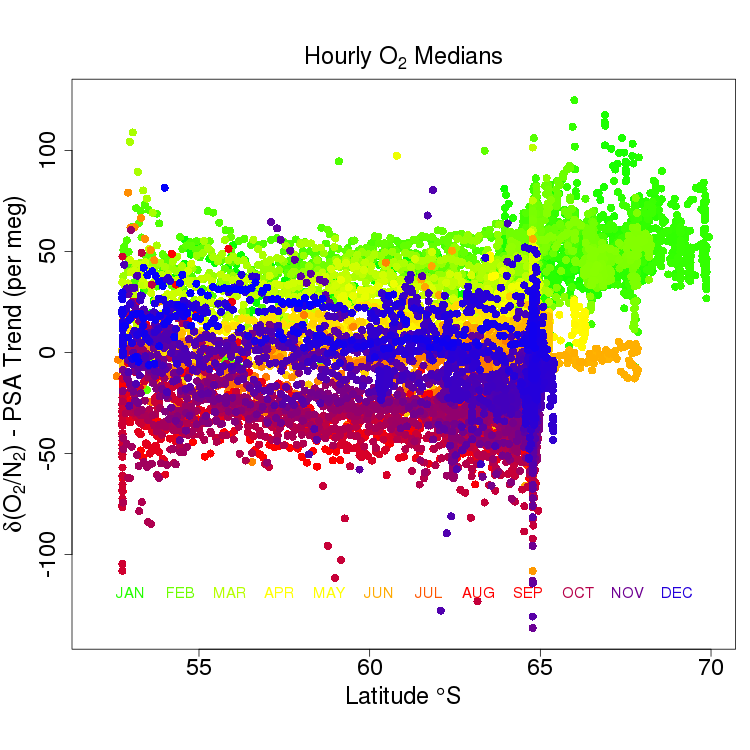 Hourly O₂ Medians
δ(O₂/N₂) - PSA Trend (per meg)
100
50
0
-50
-100
JAN FEB MAR APR MAY JUN JUL AUG SEP OCT NOV DEC
55 60 65 70
Latitude °S